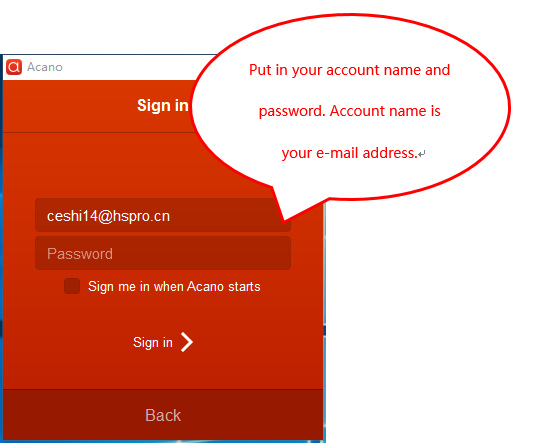 Acano
Sign in
Put in your account name and
password. Account name is
your e-mail address.↵
ceshi14@hspro.cn
Password
Sign me in when Acano starts
Sign in
Back